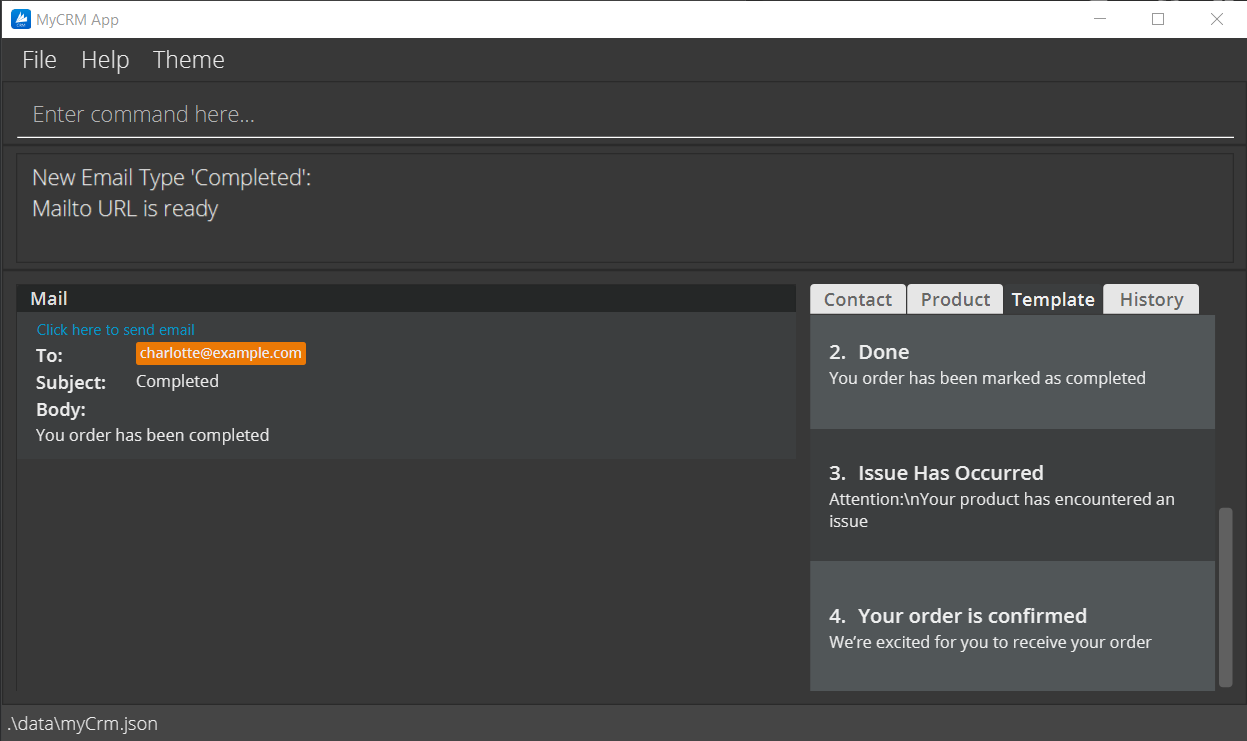 MyCRM App
File Help Theme
Enter command here...
New Email Type 'Completed':
Mailto URL is ready
Mail
Click here to send email
To: charlotte@example.com
Subject: Completed
Body:
You order has been completed
Contact Product Template History
2. Done
You order has been marked as completed
3. Issue Has Occurred
Attention:\nYour product has encountered an
issue
4. Your order is confirmed
We’re excited for you to receive your order
.\data\myCrm.json